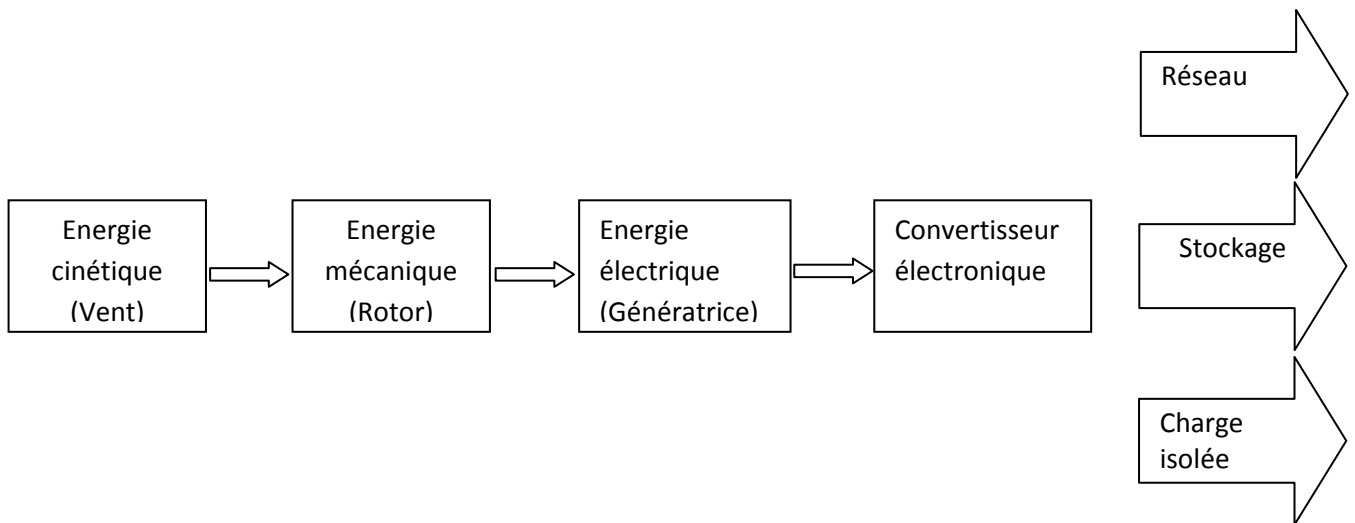 Energie
cinétique
(Vent)
Energie
mécanique
(Rotor)
Energie
électrique
(Génératrice)
Convertisseur
électronique
Réseau
Stockage
Charge
isolée